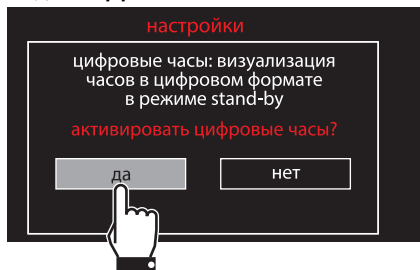 настройки
цифровые часы: визуализация
часов в цифровом формате
в режиме stand-by
активировать цифровые часы?
да
нет